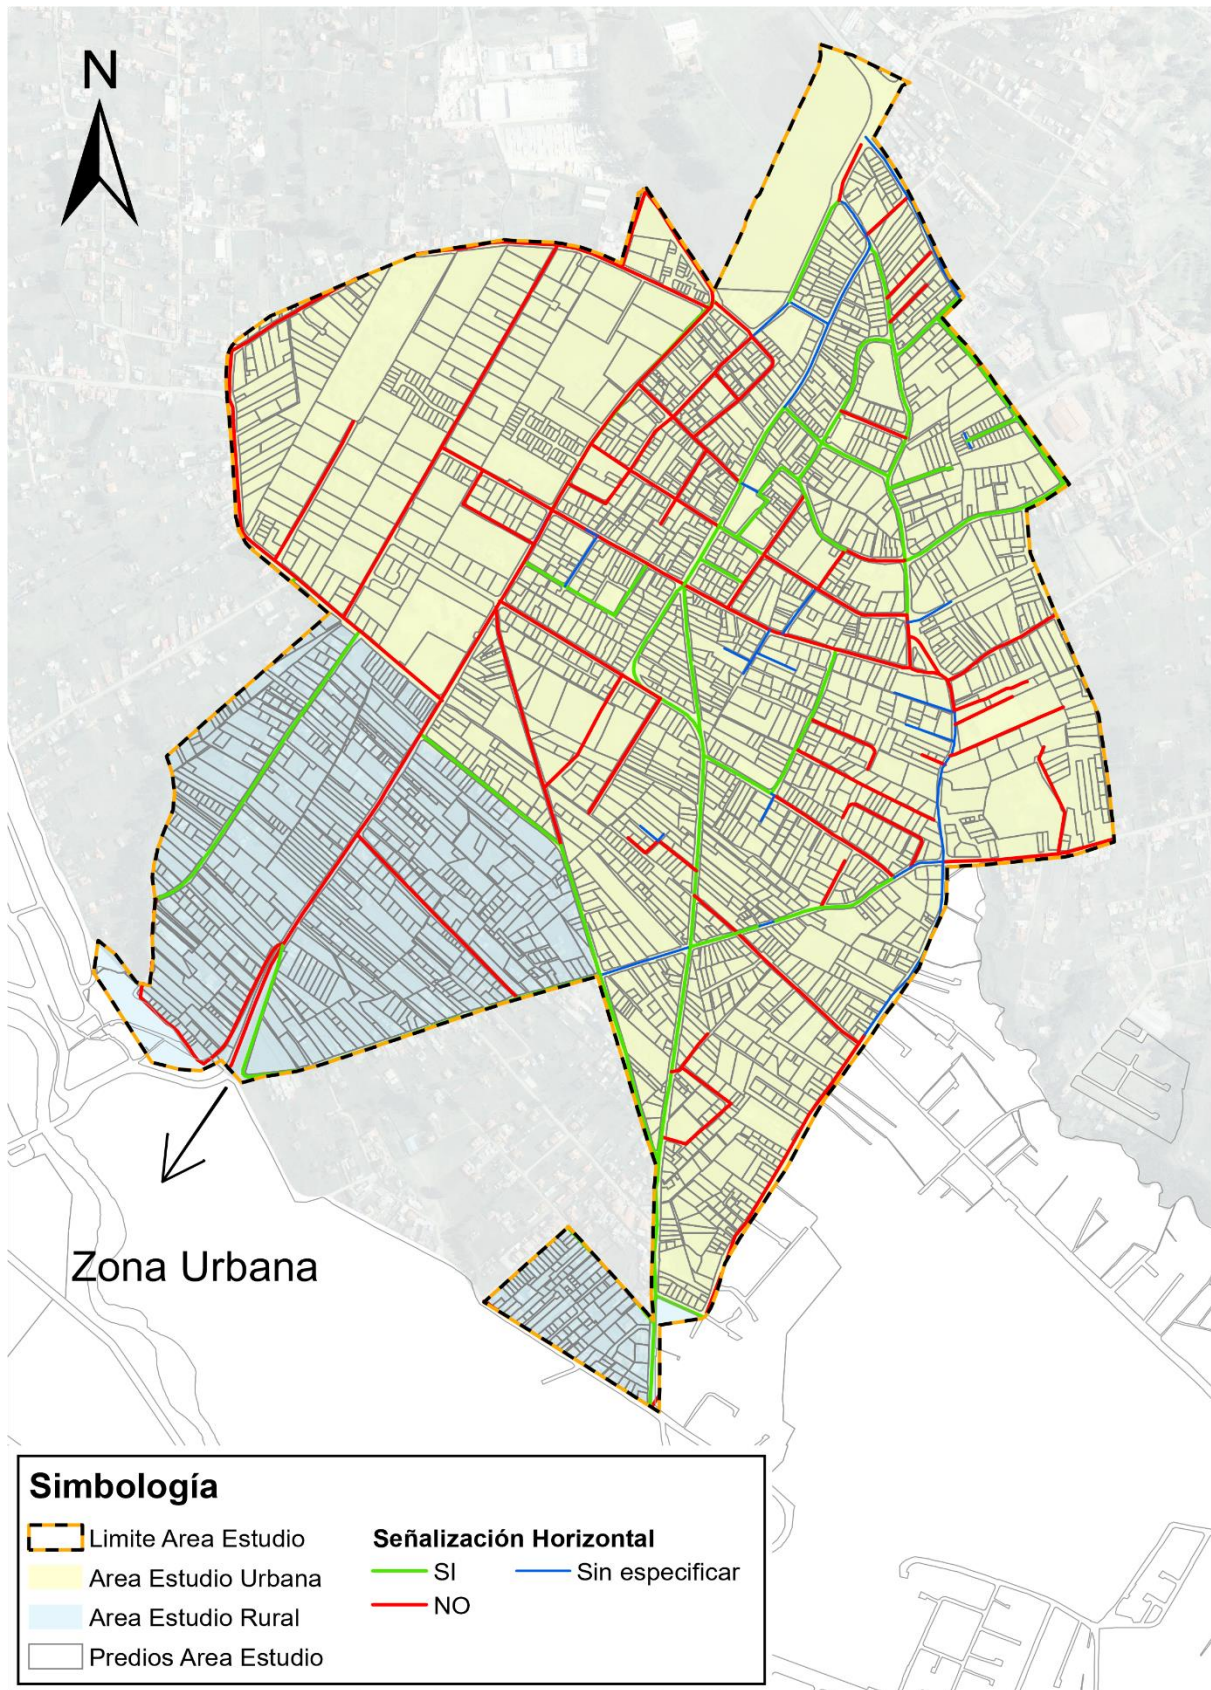 N
Zona Urbana
Simbología
Limite Area Estudio
Area Estudio Urbana
Area Estudio Rural
Predios Area Estudio
Señalización Horizontal
SI
Sin especificar
NO